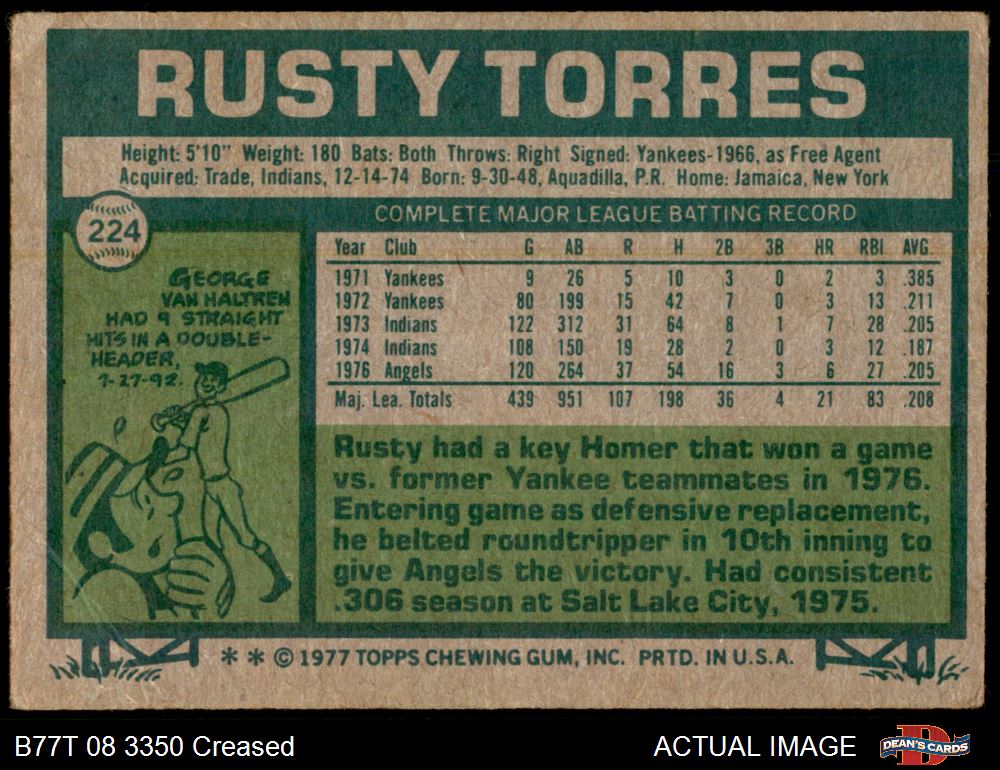 RUSTY TORRES
Height: 5'10" Weight: 180 Bats: Both Throws: Right Signed: Yankees-1966, as Free Agent
Acquired: Trade, Indians, 12-14-74 Born: 9-30-48, Aquadilla, P.R. Home: Jamaica, New York
224
GEORGE
VAN HALTREN
HAD 9 STRAIGHT
HITS IN A DOUBLE-
HEADER,
7-27-92.
COMPLETE MAJOR LEAGUE BATTING RECORD
Year Club G AB R H 2B 3B HR RBI AVG.
1971 Yankees 9 26 5 10 3 0 2 3 .385
1972 Yankees 80 199 15 42 7 0 3 13 .211
1973 Indians 122 312 31 64 8 1 7 28 .205
1974 Indians 108 150 19 28 2 0 3 12 .187
1976 Angels 120 264 37 54 16 3 6 27 .205
Maj. Lea. Totals 439 951 107 198 36 4 21 83 .208
Rusty had a key Homer that won a game
vs. former Yankee teammates in 1976.
Entering game as defensive replacement,
he belted roundtripper in 10th inning to
give Angels the victory. Had consistent
.306 season at Salt Lake City, 1975.
* * © 1977 TOPPS CHEWING GUM, INC. PRTD. IN U.S.A.
B77T 08 3350 Creased
ACTUAL IMAGE
D
DEAN'S CARDS